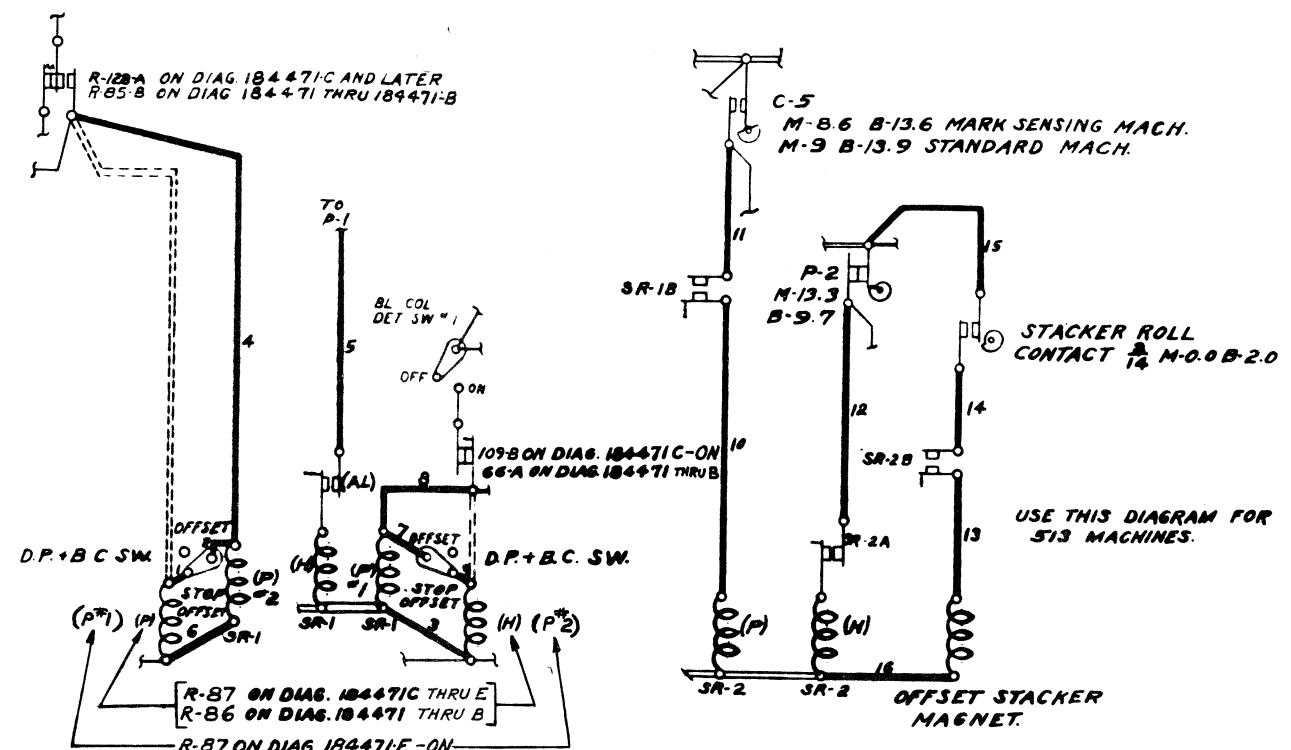 R-128-A ON DIAG. 184471-C AND LATER
R-85-B ON DIAG 184471 THRU 184471-B
C-5
M-8.6 B-13.6 MARK SENSING MACH.
M-9 B-13.9 STANDARD MACH.
TO
P-1
11
15
SR-1B
P-2
M-13.3
B-9.7
BL. COL
DET SW #1
4
5
OFF
ON
STACKER ROLL
CONTACT
14 M-0.0 B-2.0
10
12
14
109-B ON DIAG. 184471 C-ON
66-A ON DIAG. 184471 THRU B
SR-2B
(AL)
8
OFFSET
7
OFFSET
SR-2A
13
USE THIS DIAGRAM FOR
513 MACHINES.
D.P. + B C SW.
STOP
OFFSET
(P)
#2
(H)
(P)
#1
STOP
OFFSET
D.P. + B.C. SW.
(P#1)
(P)
6
SR-1
SR-1
SR-1
3
(H)
(P#2)
(P)
(H)
R-87 ON DIAG. 184471C THRU E
R-86 ON DIAG. 184471 THRU B
R-87 ON DIAG 184471-F-ON
SR-2
SR-2
16
OFFSET STACKER
MAGNET.